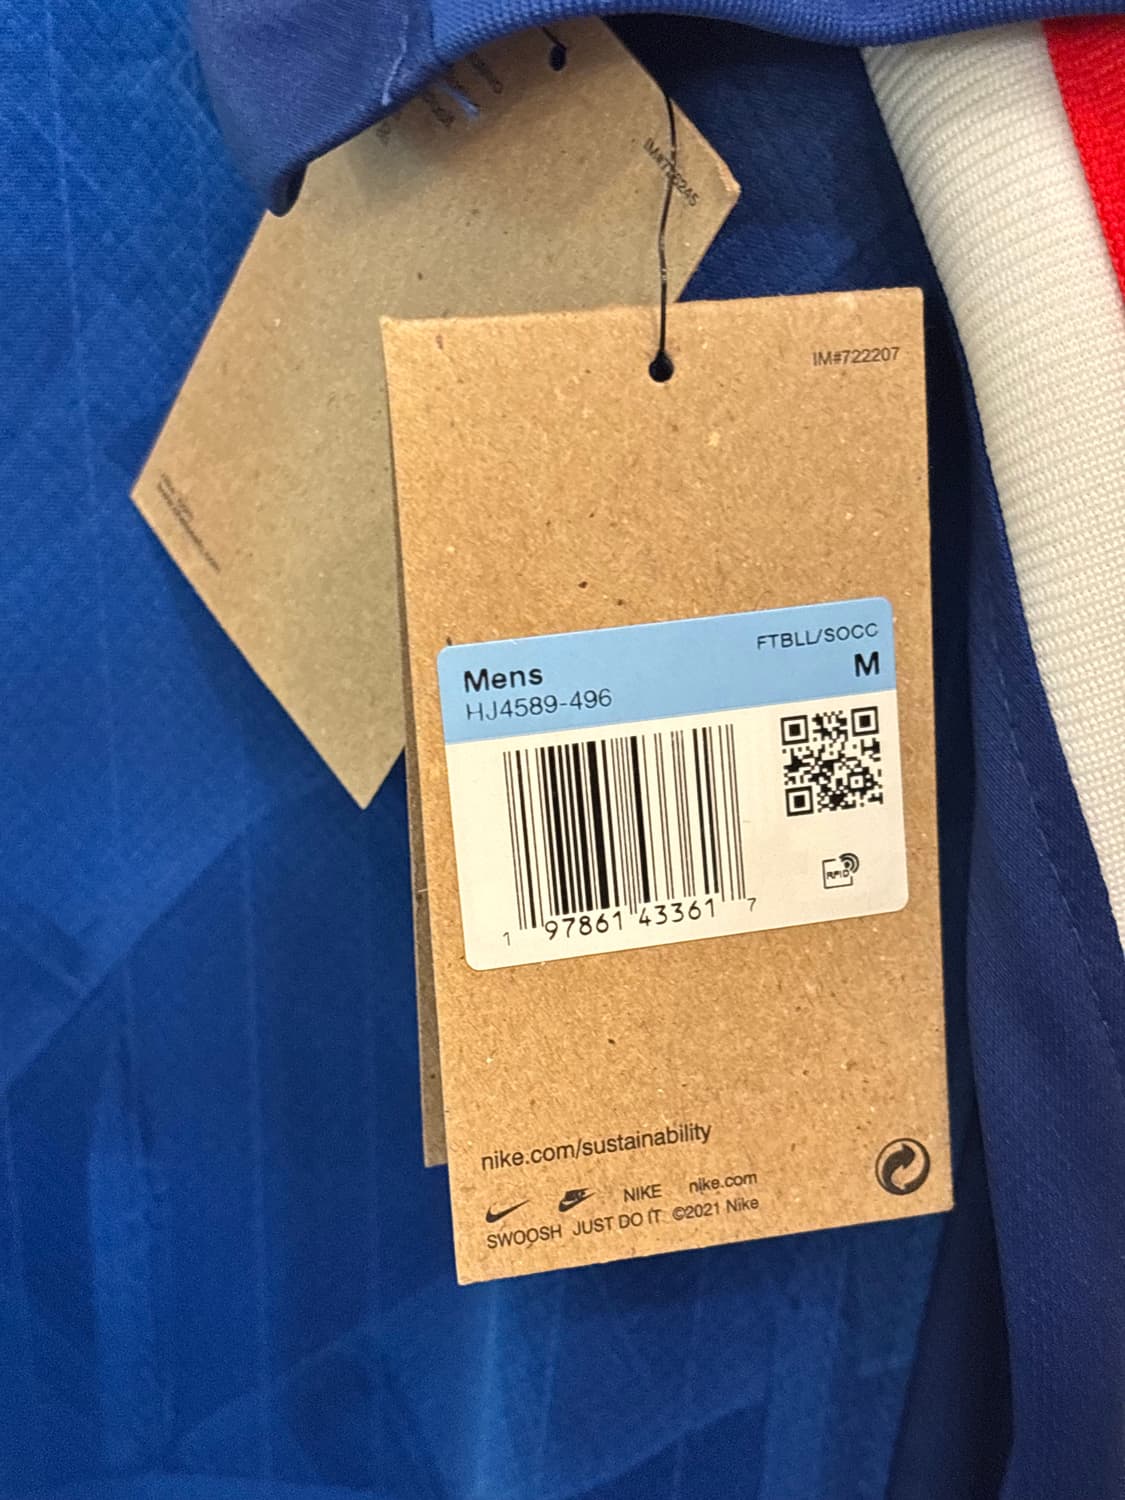 IM#722207
FTBLL/SOCC
Mens
M
HJ4589-496
RFID
1 97861 43361 7
nike.com/sustainability
NIKE nike.com
SWOOSH JUST DO IT ©2021 Nike